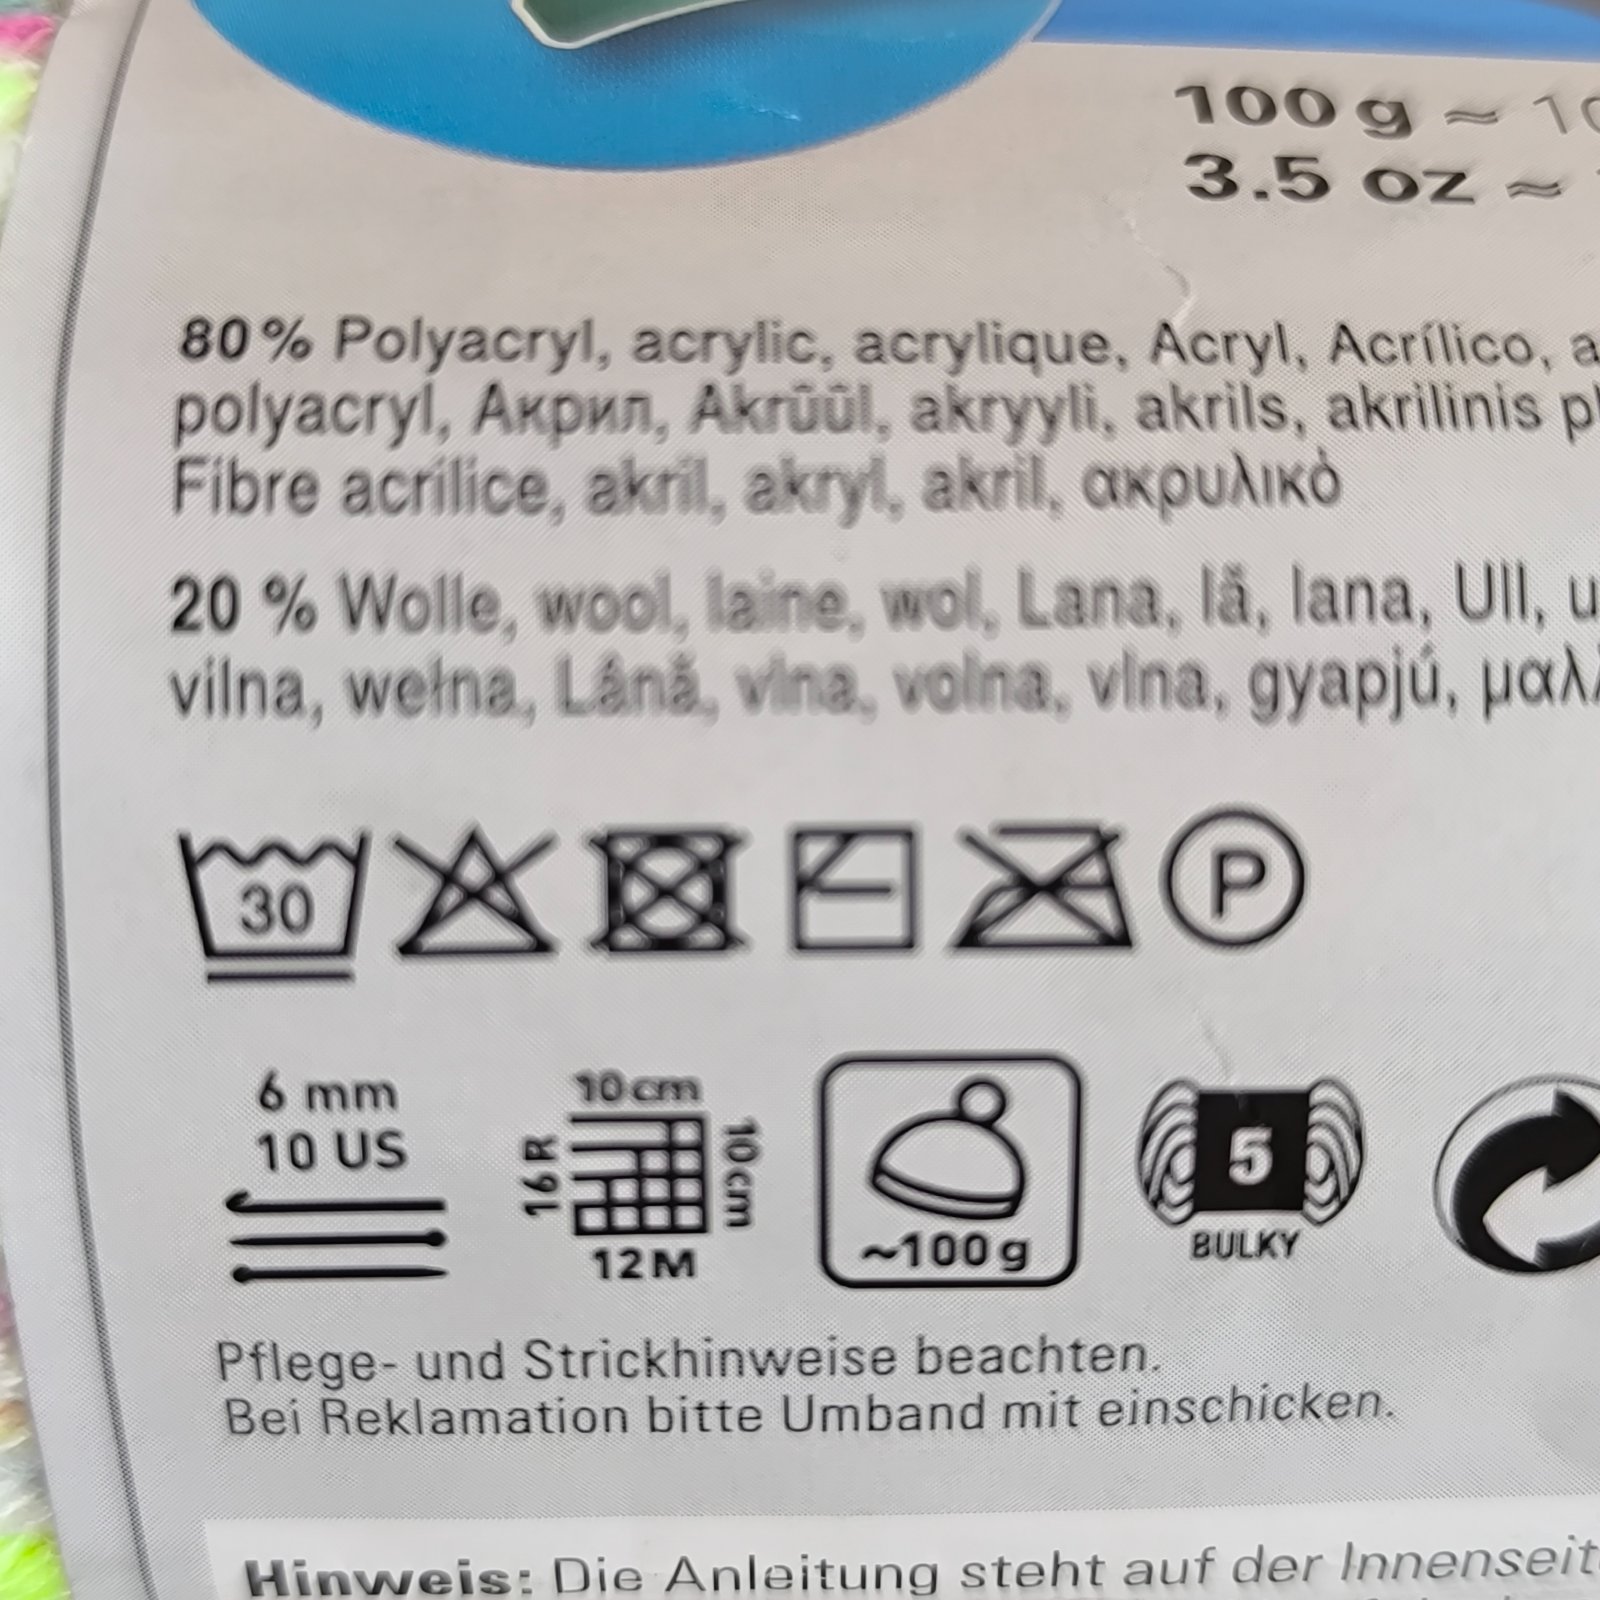 100 g ≈
3.5 oz ≈
80 % Polyacryl, acrylic, acrylique, Acryl, Acrílico,
polyacryl, Акрил, Akrüül, akryyli, akrils, akrilinis
Fibre acrilice, akril, akryl, akril, ακρυλικὸ
20 % Wolle, wool, laine, wol, Lana, lã, lana, Ull,
vilna, wełna, Lână, vlna, volna, vlna, gyapjú,
30
P
6 mm
10 US
10 cm
16 R
10 cm
12 M
~100 g
5
BULKY
Pflege- und Strickhinweise beachten.
Bei Reklamation bitte Umband mit einschicken.
Hinweis: Die Anleitung steht auf der